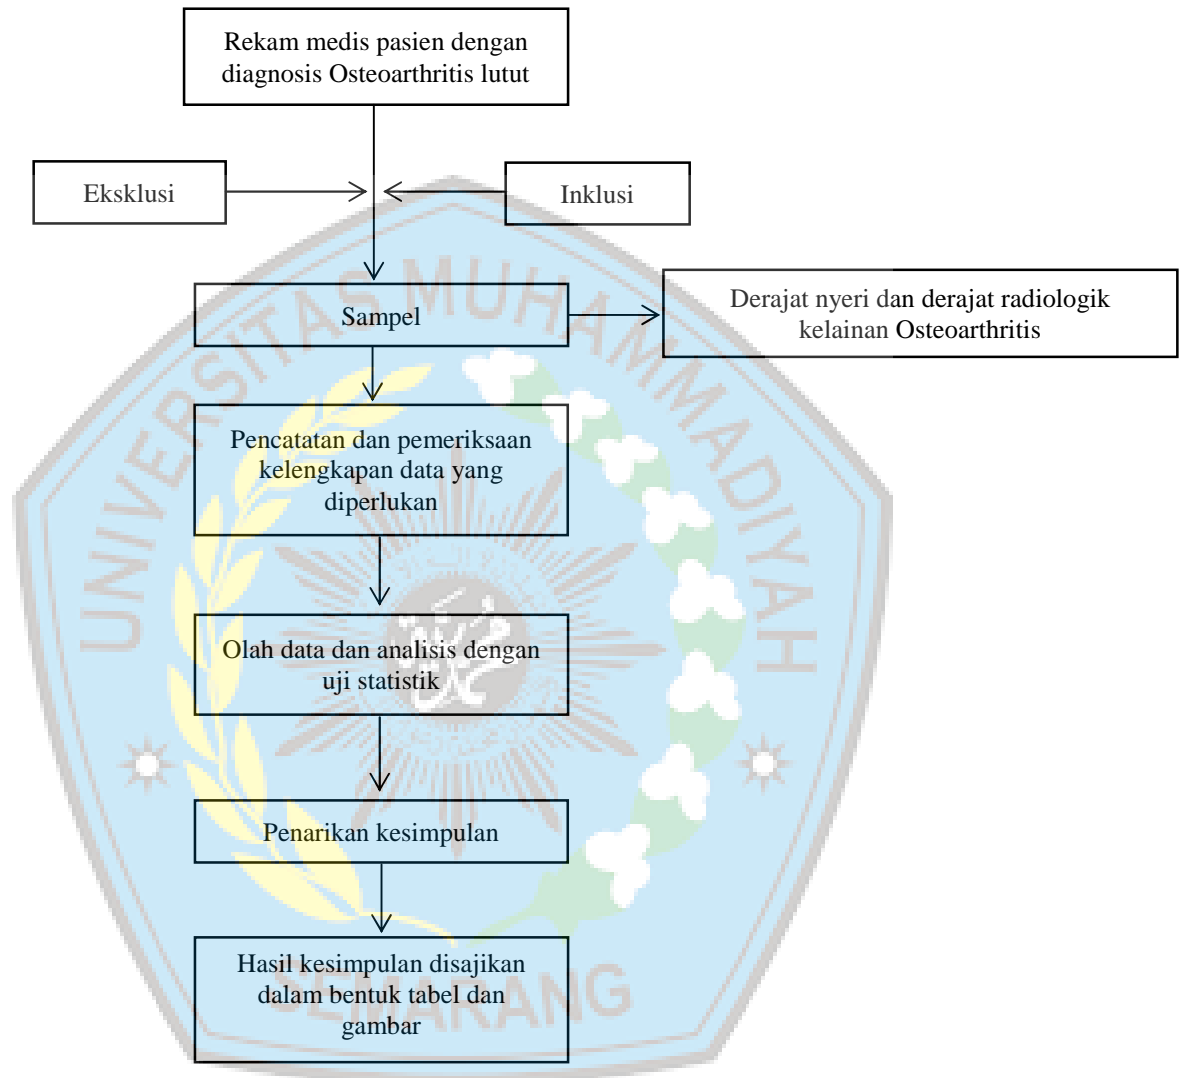 Rekam medis pasien dengan
diagnosis Osteoarthritis lutut
Eksklusi
Inklusi
Sampel
Derajat nyeri dan derajat radiologik
kelainan Osteoarthritis
Pencatatan dan pemeriksaan
kelengkapan data yang
diperlukan
Olah data dan analisis dengan
uji statistik
Penarikan kesimpulan
Hasil kesimpulan disajikan
dalam bentuk tabel dan
gambar
UNIVERSITAS MUHAMMADIYAH
SEMARANG